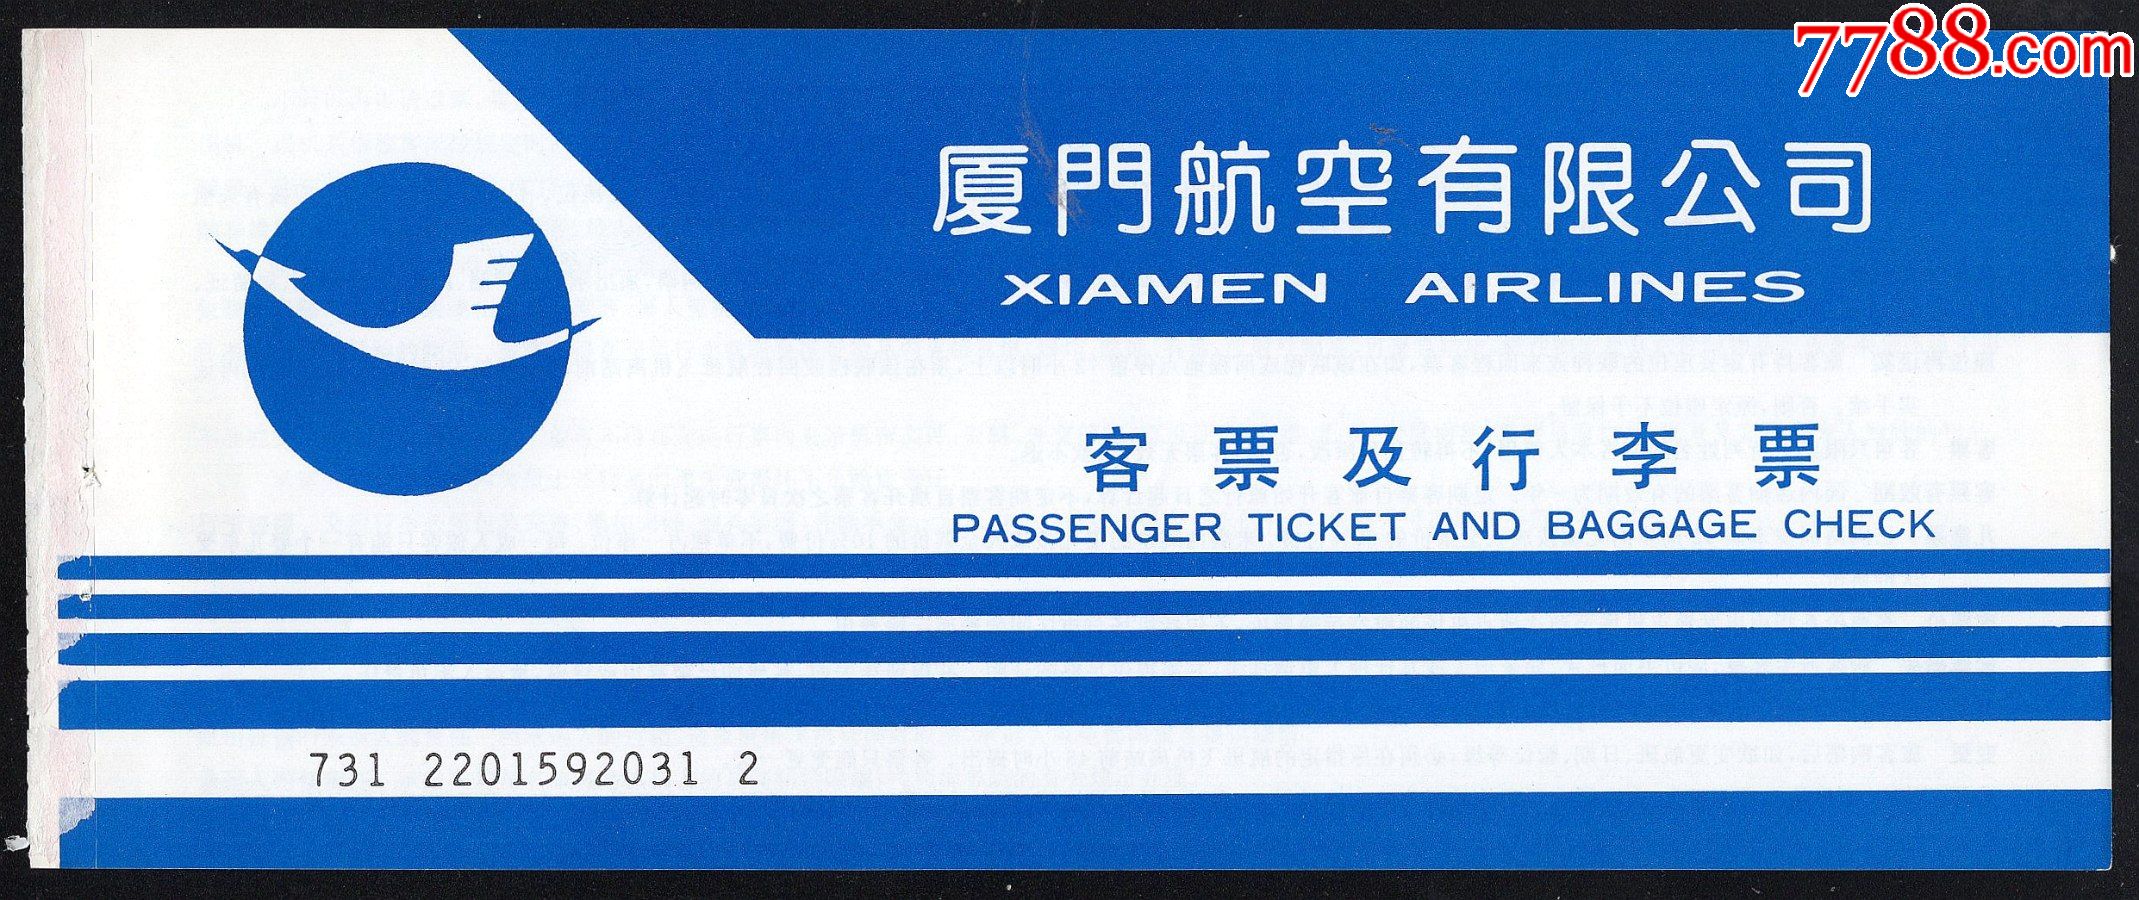 7788.com
厦門航空有限公司
XIAMEN AIRLINES
客票及行李票
PASSENGER TICKET AND BAGGAGE CHECK
731 2201592031 2